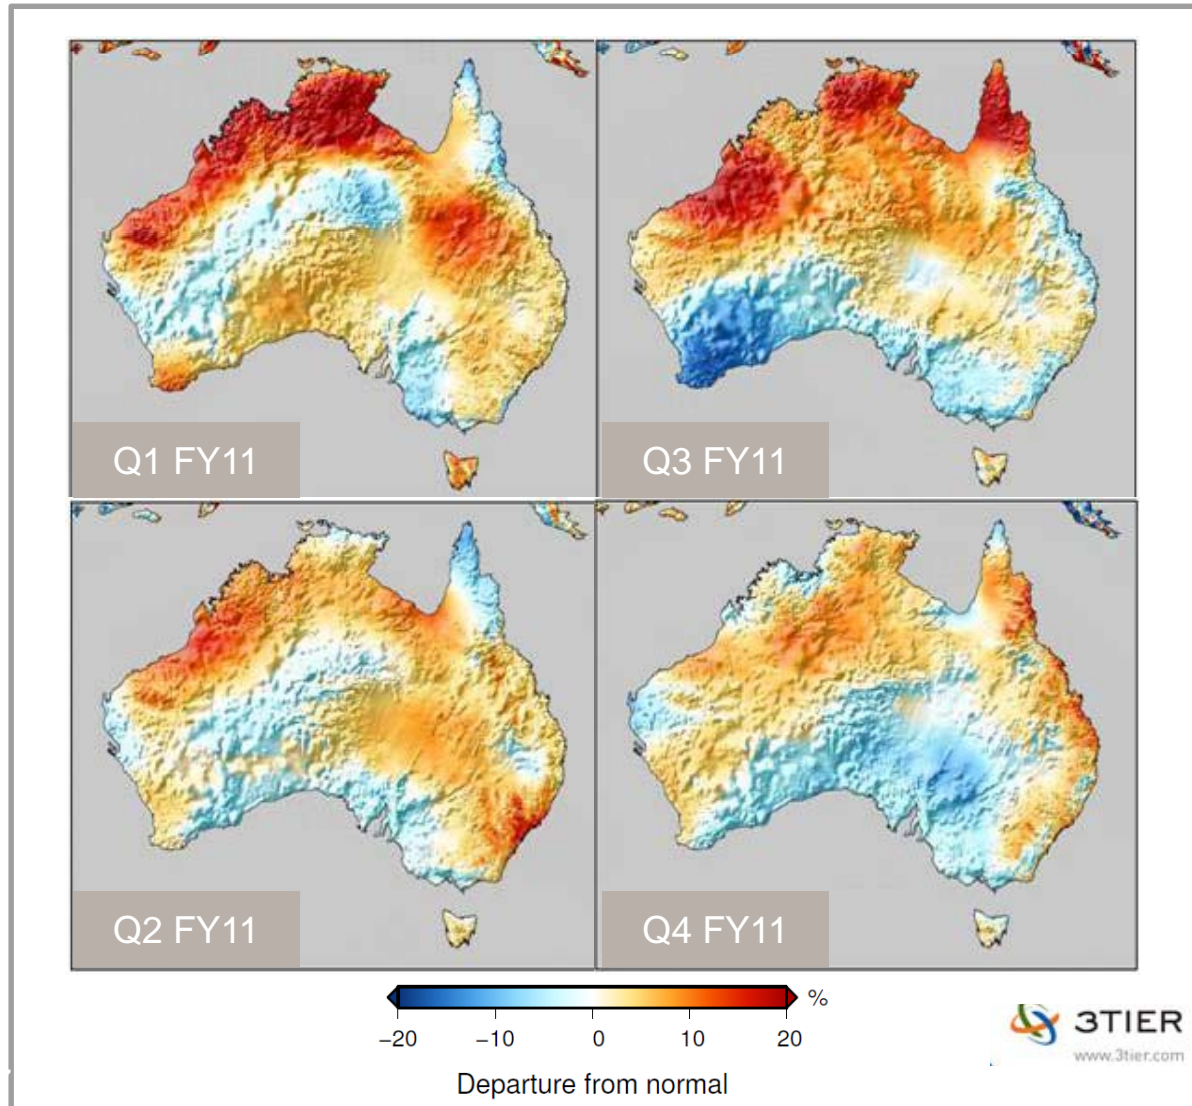 Q1 FY11
Q3 FY11
Q2 FY11
Q4 FY11
%
−20 −10 0 10 20
Departure from normal
3TIER
www.3tier.com